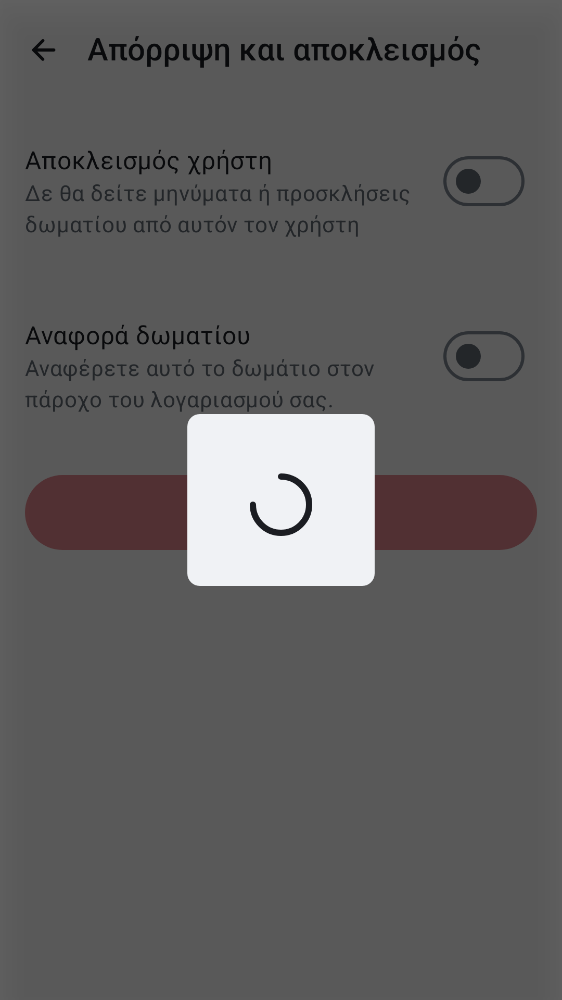 Απόρριψη και αποκλεισμός
Αποκλεισμός χρήστη
Δε θα δείτε μηνύματα ή προσκλήσεις
δωματίου από αυτόν τον χρήστη
Αναφορά δωματίου
Αναφέρετε αυτό το δωμάτιο στον
πάροχο του λογαριασμού σας.